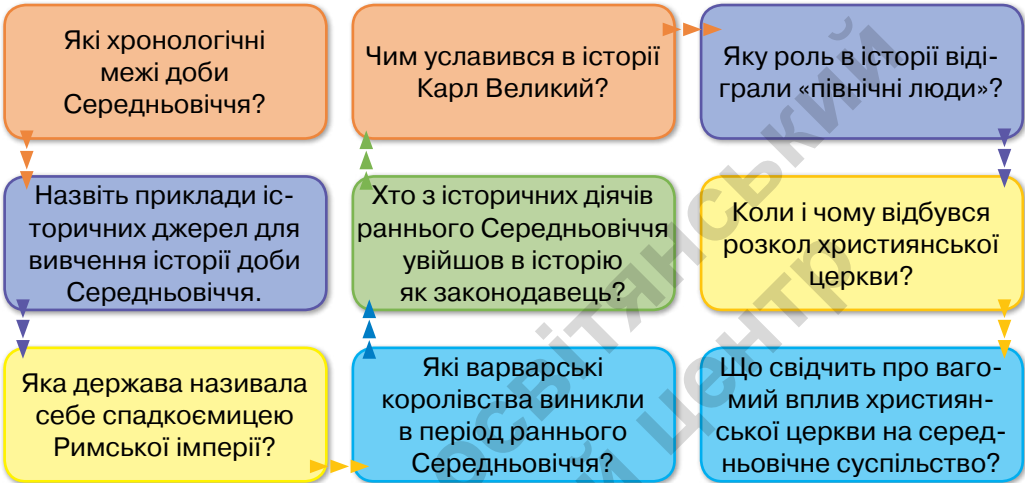 Які хронологічні
межі доби
Середньовіччя?
Назвіть приклади іс-
торичних джерел для
вивчення історії доби
Середньовіччя.
Яка держава називала
себе спадкоємицею
Римської імперії?
Які варварські
королівства виникли
в період раннього
Середньовіччя?
Хто з історичних діячів
раннього Середньовіччя
увійшов в історію
як законодавець?
Чим уславився в історії
Карл Великий?
Яку роль в історії віді-
грали «північні люди»?
Коли і чому відбувся
розкол християнської
церкви?
Що свідчить про ваго-
мий вплив християн-
ської церкви на серед-
ньовічне суспільство?
освітянський
центр